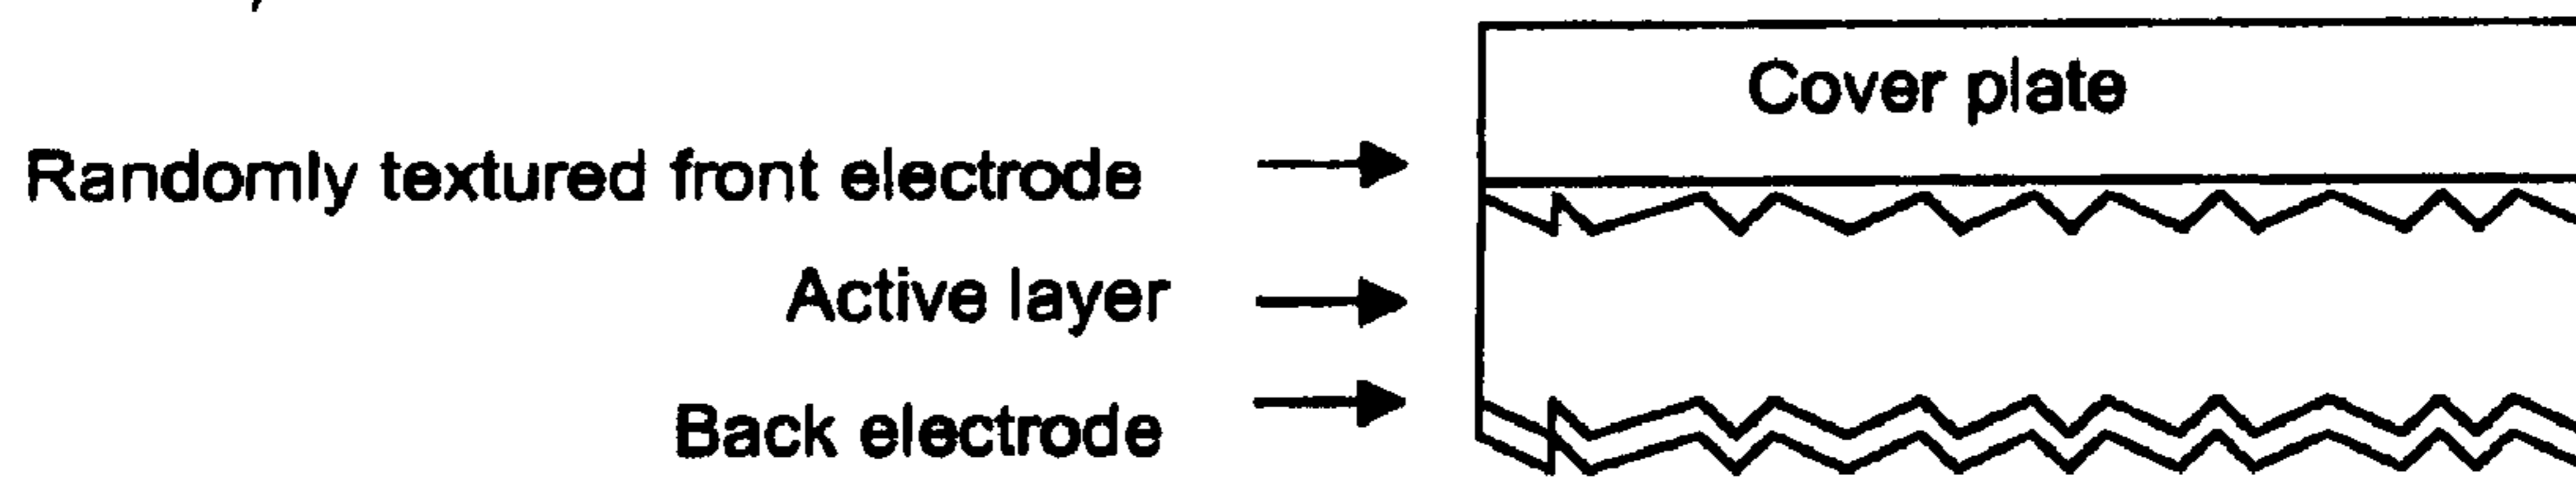 Cover plate
Randomly textured front electrode
Active layer
Back electrode